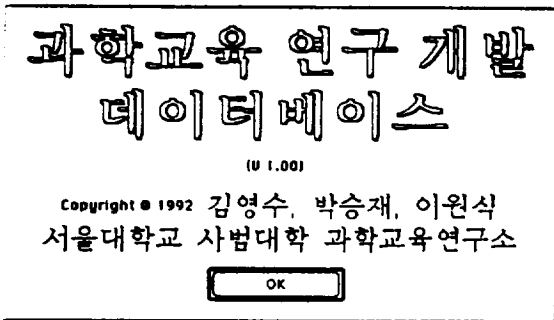 과학교육 연구 개발
데이터베이스
(V 1.00)
Copyright © 1992 김영수, 박승재, 이원식
서울대학교 사범대학 과학교육연구소
OK